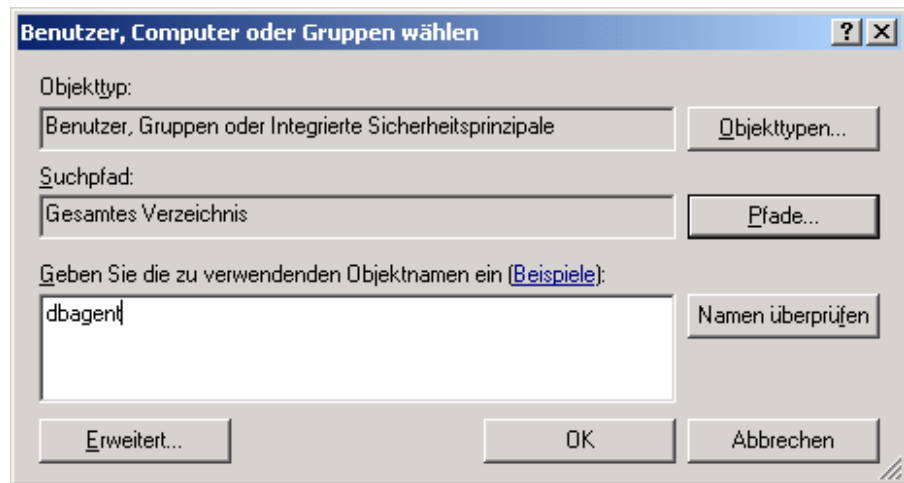 Benutzer, Computer oder Gruppen wählen
Objekttyp:
Benutzer, Gruppen oder Integrierte Sicherheitsprinzipale
Objekttypen...
Suchpfad:
Gesamtes Verzeichnis
Pfade...
Geben Sie die zu verwendenden Objektnamen ein (Beispiele):
dbagent
Namen überprüfen
Erweitert...
OK
Abbrechen